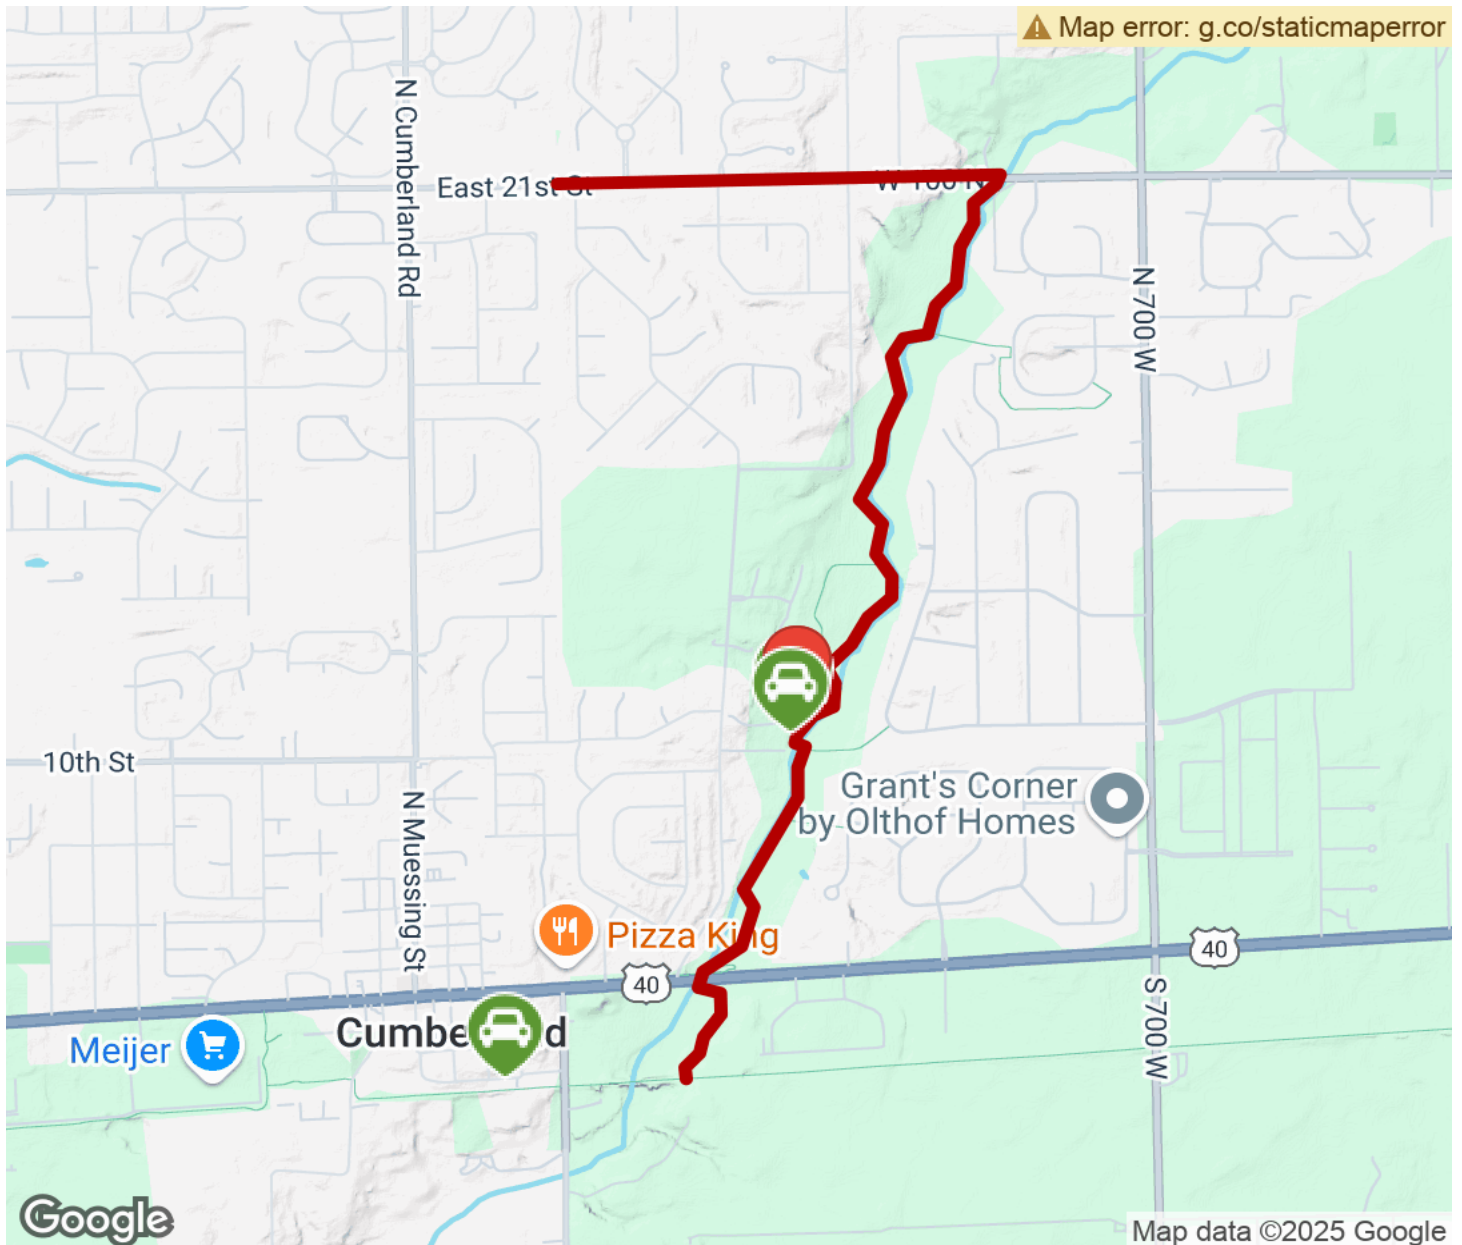 Map error: g.co/staticmaperror
N Cumberland Rd
East 21st St
W 100 N
N 700 W
10th St
Grant's Corner
by Olthof Homes
N Muessing St
Pizza King
40
40
S 700 W
Meijer
Google
Map data ©2025 Google